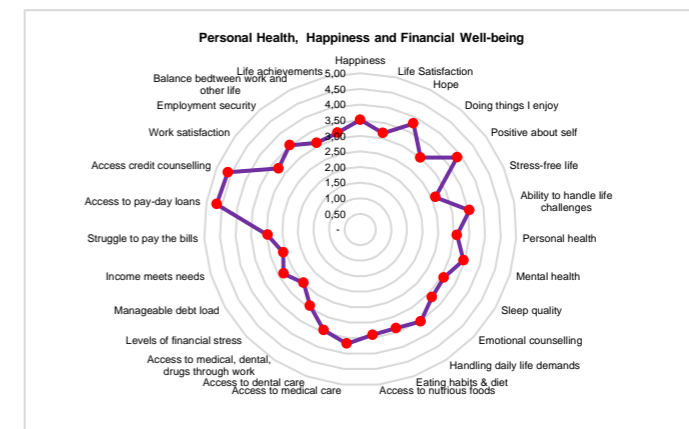 Personal Health,  Happiness and Financial Well-being
Happiness
Life Satisfaction
Hope
Doing things I enjoy
Positive about self
Stress-free life
Ability to handle life
challenges
Personal health
Mental health
Sleep quality
Emotional counselling
Handling daily life demands
Eating habits & diet
Access to nutrious foods
Access to medical care
Access to dental care
Access to medical, dental,
drugs through work
Levels of financial stress
Manageable debt load
Income meets needs
Struggle to pay the bills
Access to pay-day loans
Access credit counselling
Work satisfaction
Employment security
Balance bedtween work and
other life
Life achievements
5,00
4,50
4,00
3,50
3,00
2,50
2,00
1,50
1,00
0,50
-